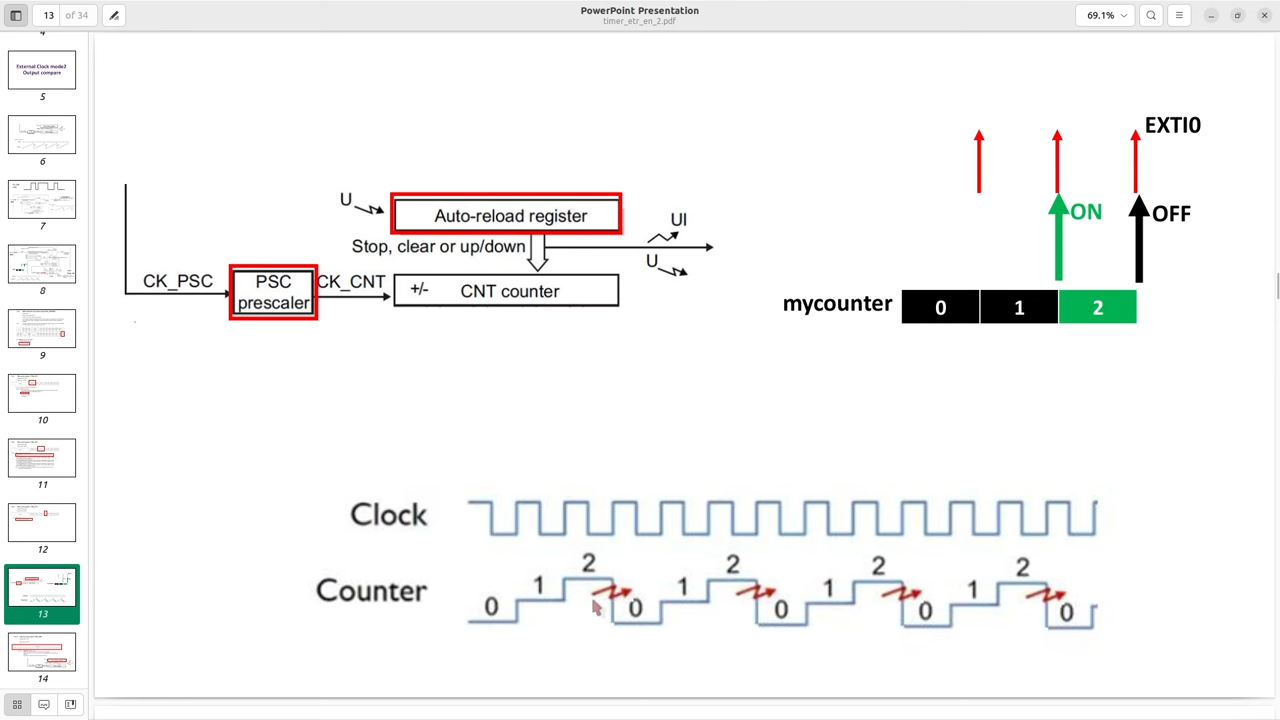 13 of 34
PowerPoint Presentation
timer_etr_en_2.pdf
69.1%
4
External Clock mode2
Output compare
5
6
7
8
9
10
11
12
13
14
U
Auto-reload register
Stop, clear or up/down
UI
U
CK_PSC
PSC
prescaler
CK_CNT
+/- CNT counter
EXTI0
ON
OFF
mycounter 0 1 2
Clock
Counter
0 1 2 0 1 2 0 1 2 0 1 2 0